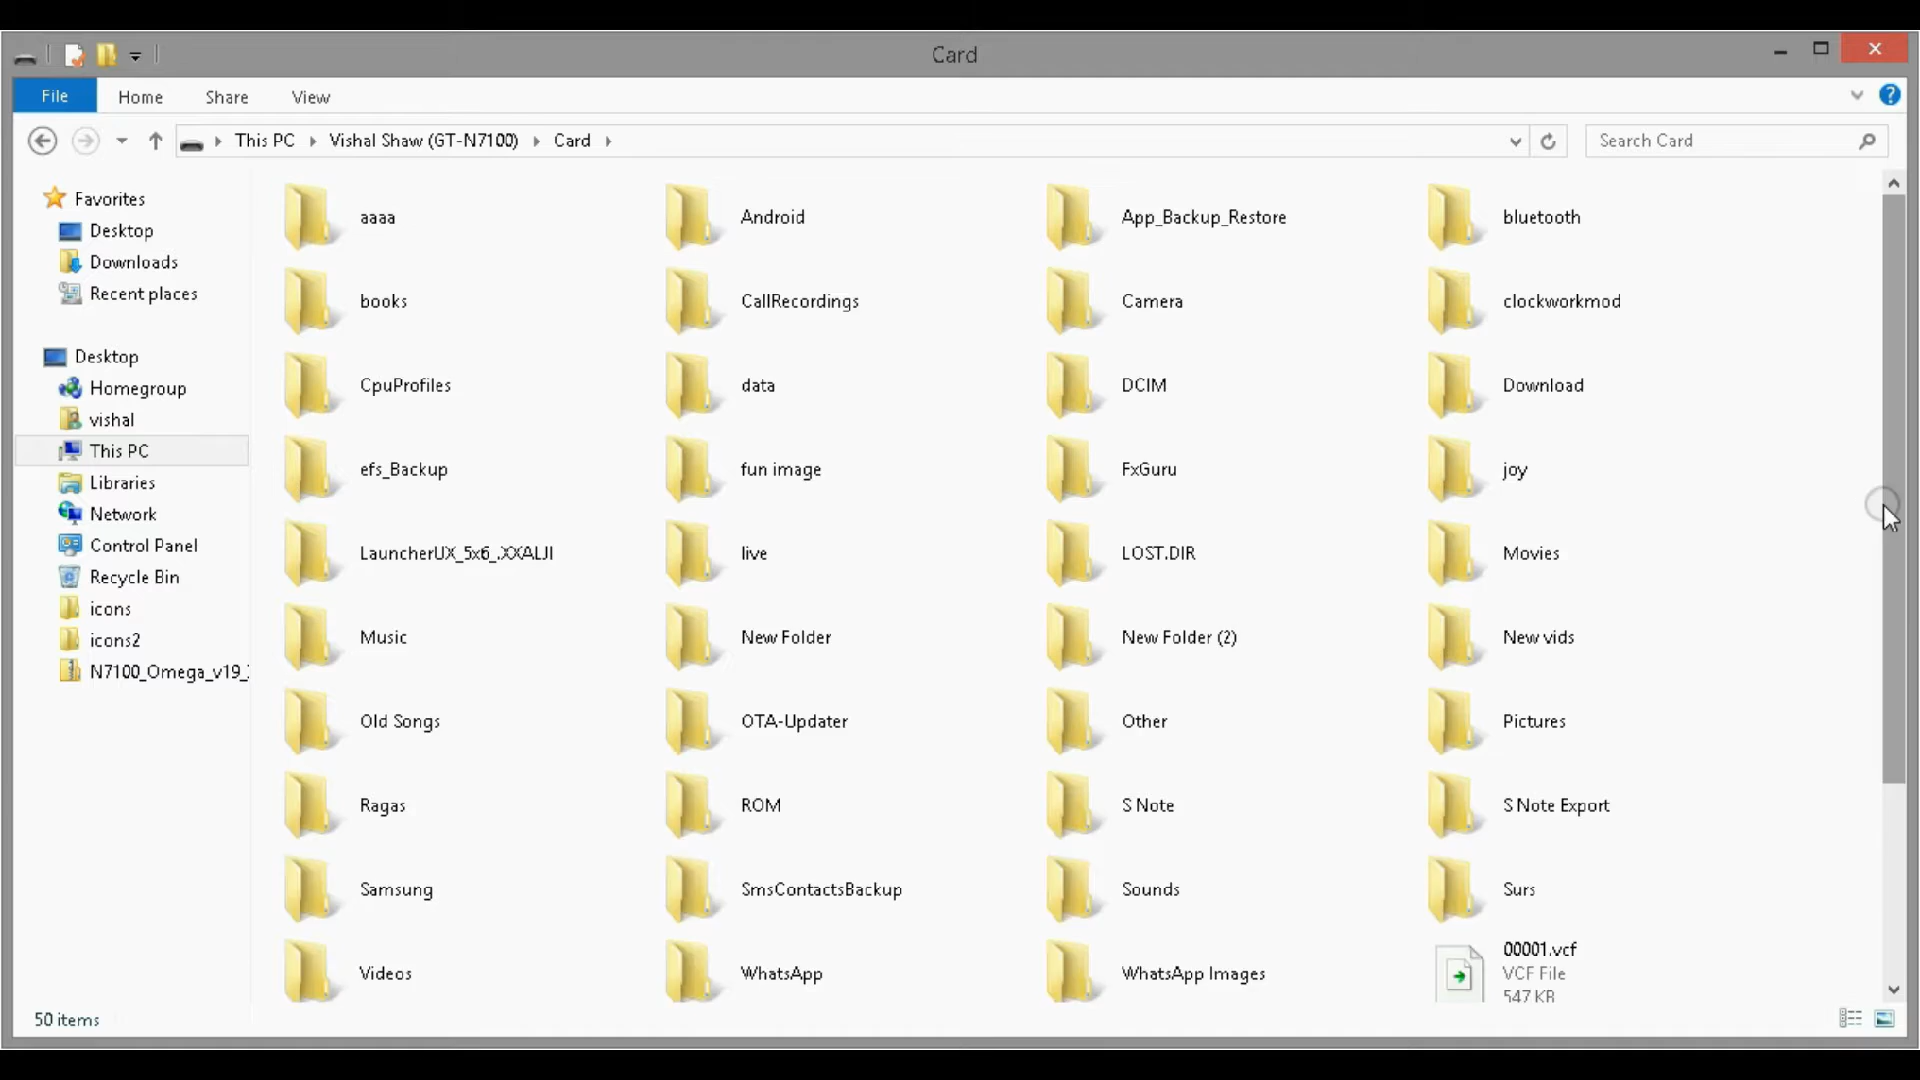 Card
File Home Share View
This PC Vishal Shaw (GT-N7100) Card Search Card
Favorites
Desktop
Downloads
Recent places
Desktop
Homegroup
vishal
This PC
Libraries
Network
Control Panel
Recycle Bin
icons
icons2
N7100_Omega_v19_
aaaa Android App_Backup_Restore bluetooth
books CallRecordings Camera clockworkmod
CpuProfiles data DCIM Download
efs_Backup fun image FxGuru joy
LauncherUX_5x6_.XXALJI live LOST.DIR Movies
Music New Folder New Folder (2) New vids
Old Songs OTA-Updater Other Pictures
Ragas ROM S Note S Note Export
Samsung SmsContactsBackup Sounds Surs
Videos WhatsApp WhatsApp Images 00001.vcf
VCF File
547 KB
50 items